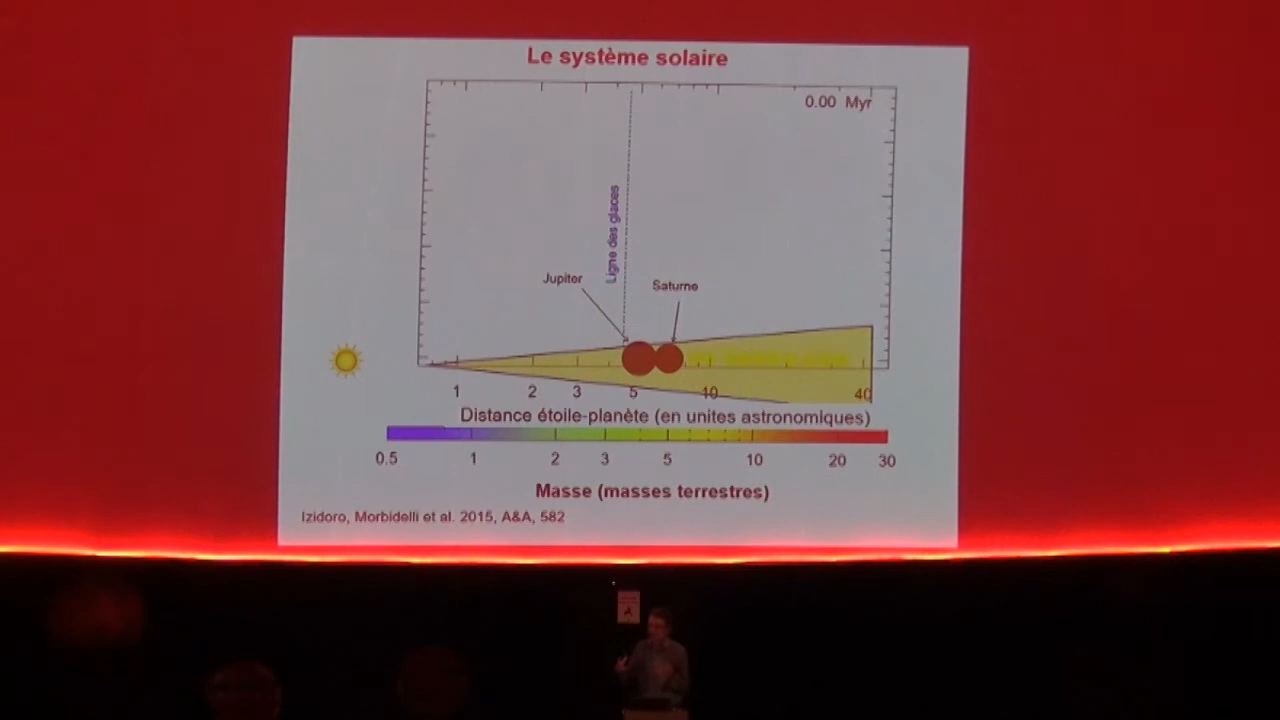 Le système solaire
0.00 Myr
Ligne des glaces
Jupiter
Saturne
1 2 3 5 10 40
Distance étoile-planète (en unites astronomiques)
0.5 1 2 3 5 10 20 30
Masse (masses terrestres)
Izidoro, Morbidelli et al. 2015, A&A, 582